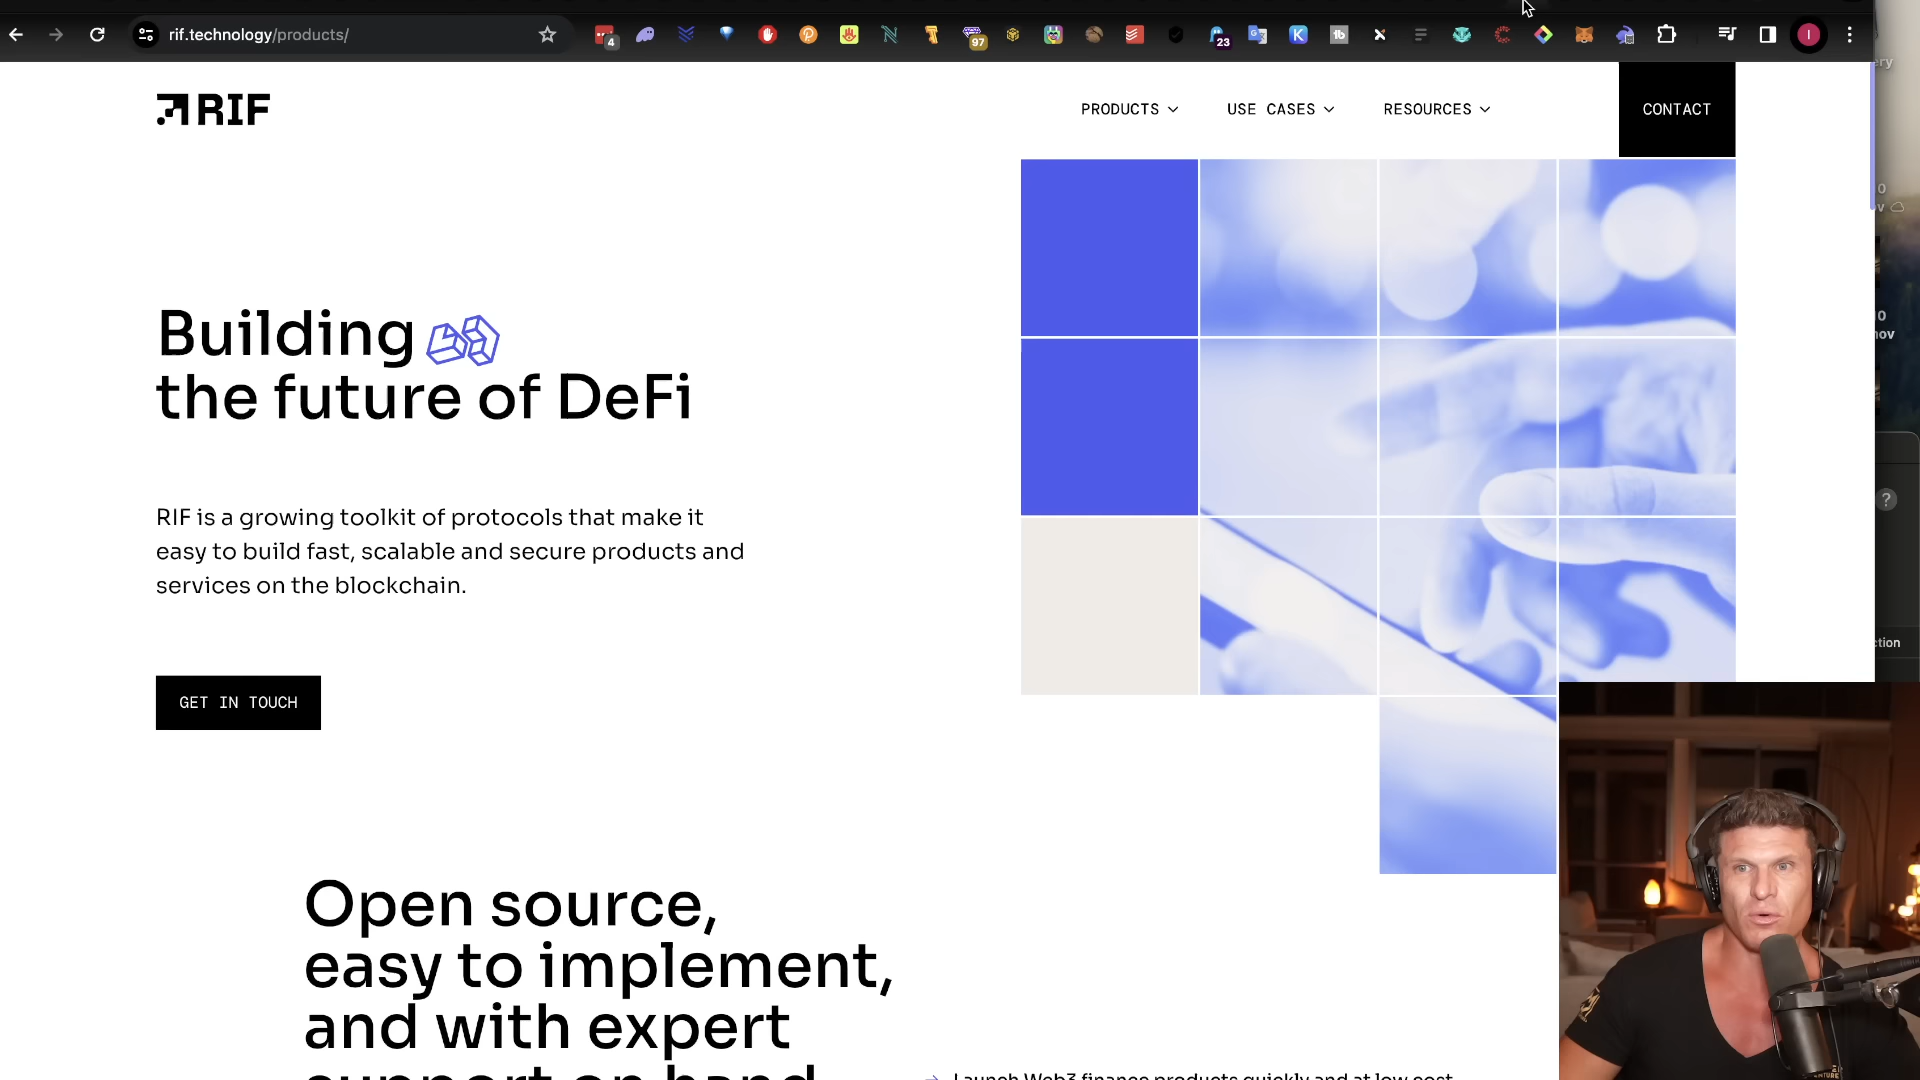 rif.technology/products/
4
97
23
I
RIF
PRODUCTS
USE CASES
RESOURCES
CONTACT
Building
the future of DeFi
RIF is a growing toolkit of protocols that make it
easy to build fast, scalable and secure products and
services on the blockchain.
GET IN TOUCH
Open source,
easy to implement,
and with expert
support on hand
Launch Web3 finance products quickly and at low cost